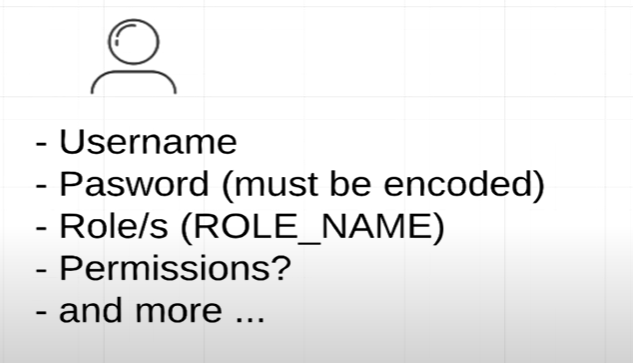 - Username
- Pasword (must be encoded)
- Role/s (ROLE_NAME)
- Permissions?
- and more ...